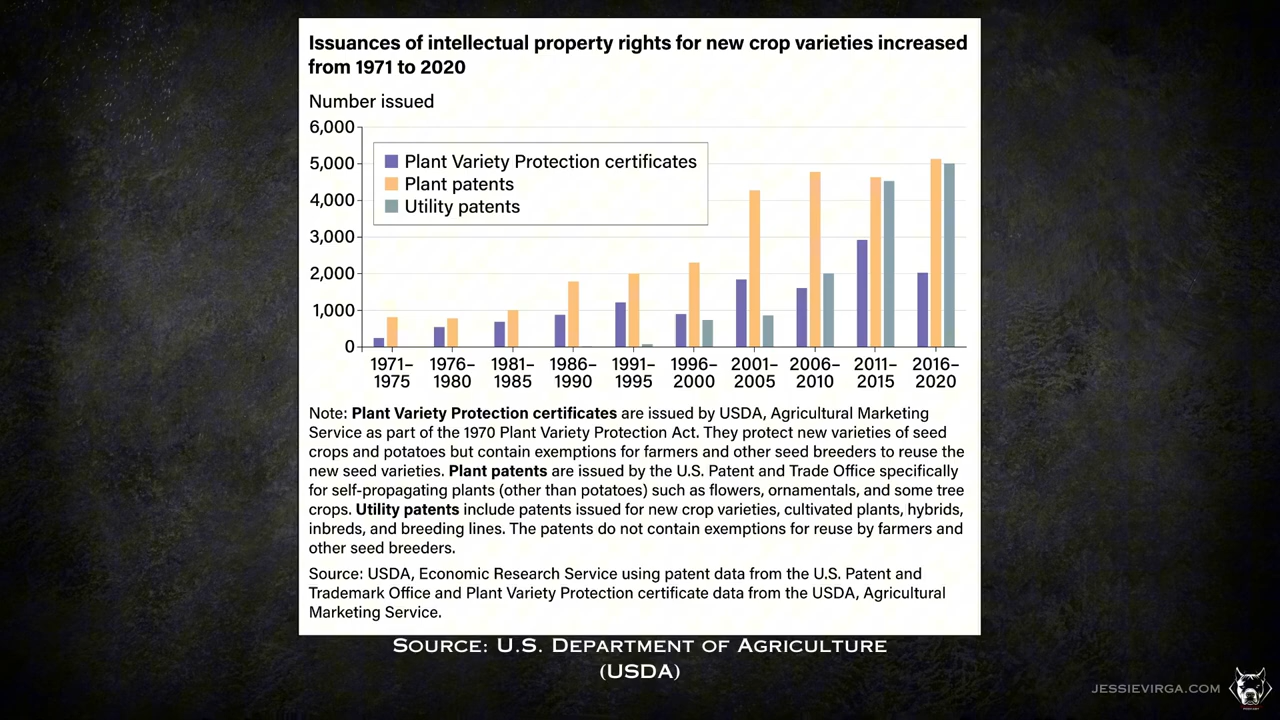 Issuances of intellectual property rights for new crop varieties increased
from 1971 to 2020
Number issued
6,000
5,000
4,000
3,000
2,000
1,000
0
Plant Variety Protection certificates
Plant patents
Utility patents
1971–
1975
1976–
1980
1981–
1985
1986–
1990
1991–
1995
1996–
2000
2001–
2005
2006–
2010
2011–
2015
2016–
2020
Note: Plant Variety Protection certificates are issued by USDA, Agricultural Marketing
Service as part of the 1970 Plant Variety Protection Act. They protect new varieties of seed
crops and potatoes but contain exemptions for farmers and other seed breeders to reuse the
new seed varieties. Plant patents are issued by the U.S. Patent and Trade Office specifically
for self-propagating plants (other than potatoes) such as flowers, ornamentals, and some tree
crops. Utility patents include patents issued for new crop varieties, cultivated plants, hybrids,
inbreds, and breeding lines. The patents do not contain exemptions for reuse by farmers and
other seed breeders.
Source: USDA, Economic Research Service using patent data from the U.S. Patent and
Trademark Office and Plant Variety Protection certificate data from the USDA, Agricultural
Marketing Service.
SOURCE: U.S. DEPARTMENT OF AGRICULTURE
(USDA)
JESSIEVIRGA.COM